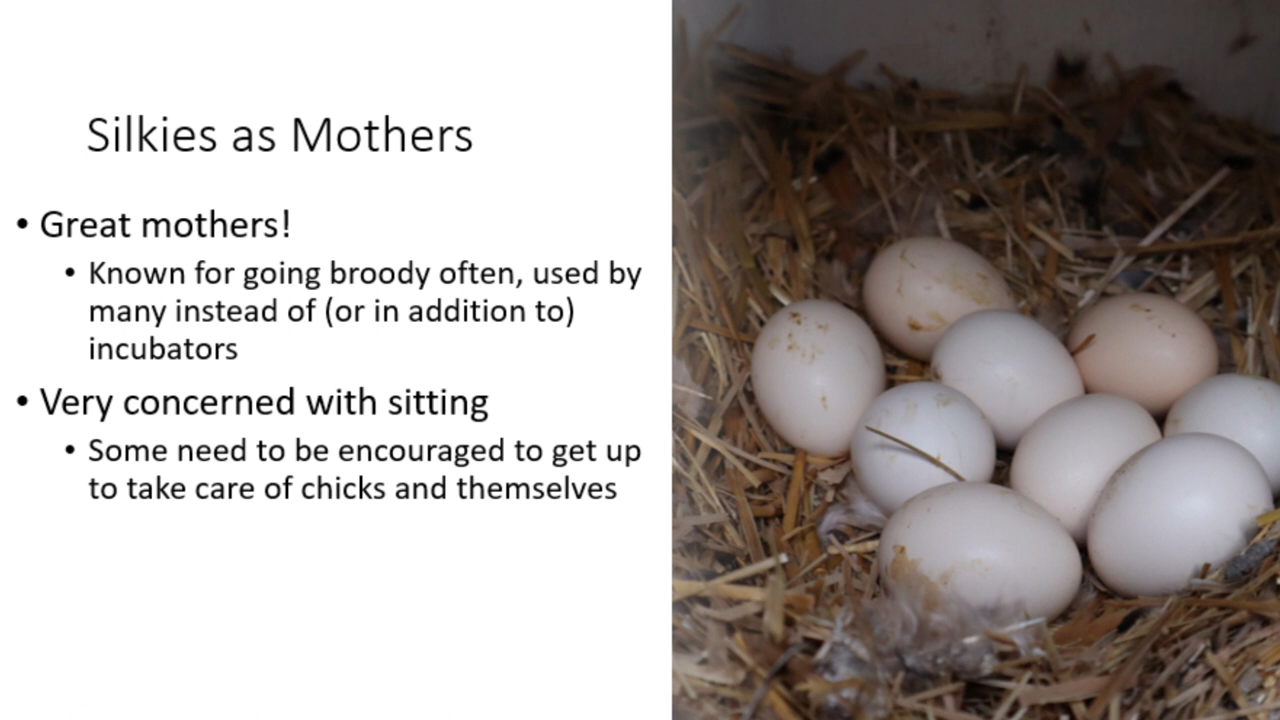 Silkies as Mothers
• Great mothers!
• Known for going broody often, used by
many instead of (or in addition to)
incubators
• Very concerned with sitting
• Some need to be encouraged to get up
to take care of chicks and themselves